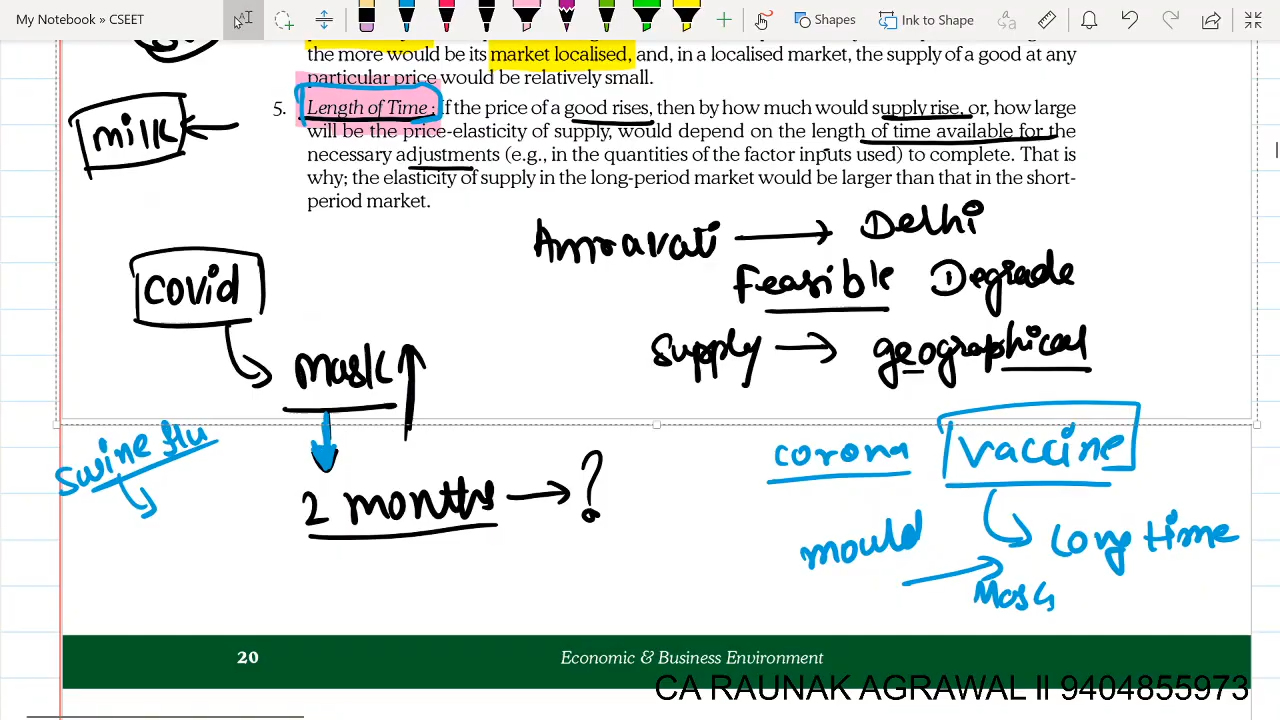 My Notebook » CSEET
Shapes
Ink to Shape
the more would be its market localised, and, in a localised market, the supply of a good at any
particular price would be relatively small.
5. Length of Time : If the price of a good rises, then by how much would supply rise, or, how large
will be the price-elasticity of supply, would depend on the length of time available for the
necessary adjustments (e.g., in the quantities of the factor inputs used) to complete. That is
why; the elasticity of supply in the long-period market would be larger than that in the short-
period market.
milk
Amravati → Delhi
Feasible Degrade
covid
supply → geographical
mask ↑
swine flu
corona vaccine
2 months → ?
mould
long time
Mask
20
Economic & Business Environment
CA RAUNAK AGRAWAL ll 9404855973